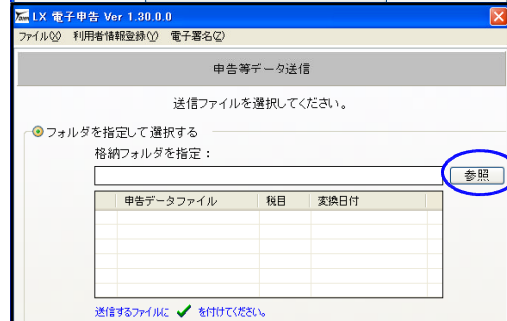 LX 電子申告 Ver 1.30.0.0
ファイル(X) 利用者情報登録(Y) 電子署名(Z)
申告等データ送信
送信ファイルを選択してください。
フォルダを指定して選択する
格納フォルダを指定：
参照
申告データファイル 税目 変換日付
送信するファイルに ✔ を付けてください。